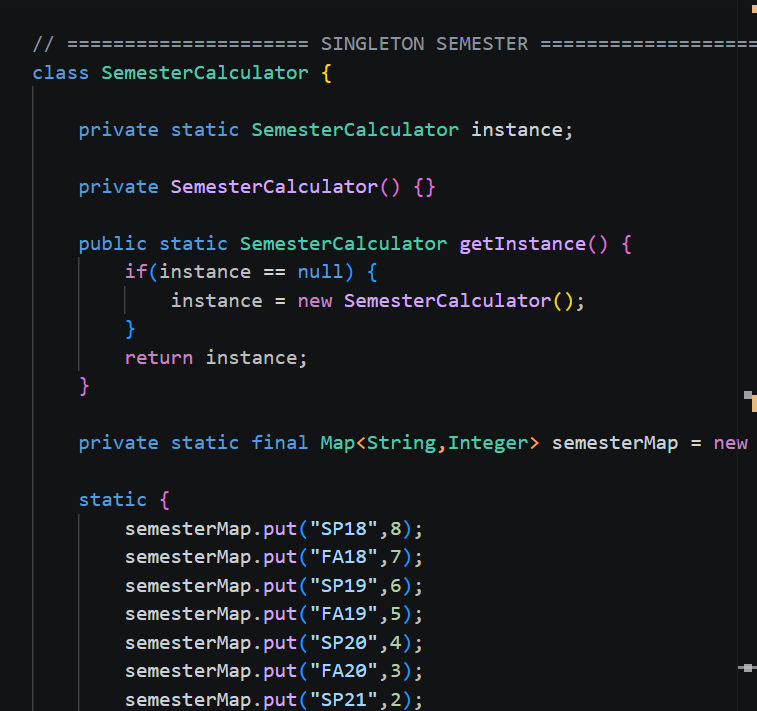 // ===================== SINGLETON SEMESTER ===================
class SemesterCalculator {
private static SemesterCalculator instance;
private SemesterCalculator() {}
public static SemesterCalculator getInstance() {
if(instance == null) {
instance = new SemesterCalculator();
}
return instance;
}
private static final Map<String,Integer> semesterMap = new
static {
semesterMap.put("SP18",8);
semesterMap.put("FA18",7);
semesterMap.put("SP19",6);
semesterMap.put("FA19",5);
semesterMap.put("SP20",4);
semesterMap.put("FA20",3);
semesterMap.put("SP21",2);